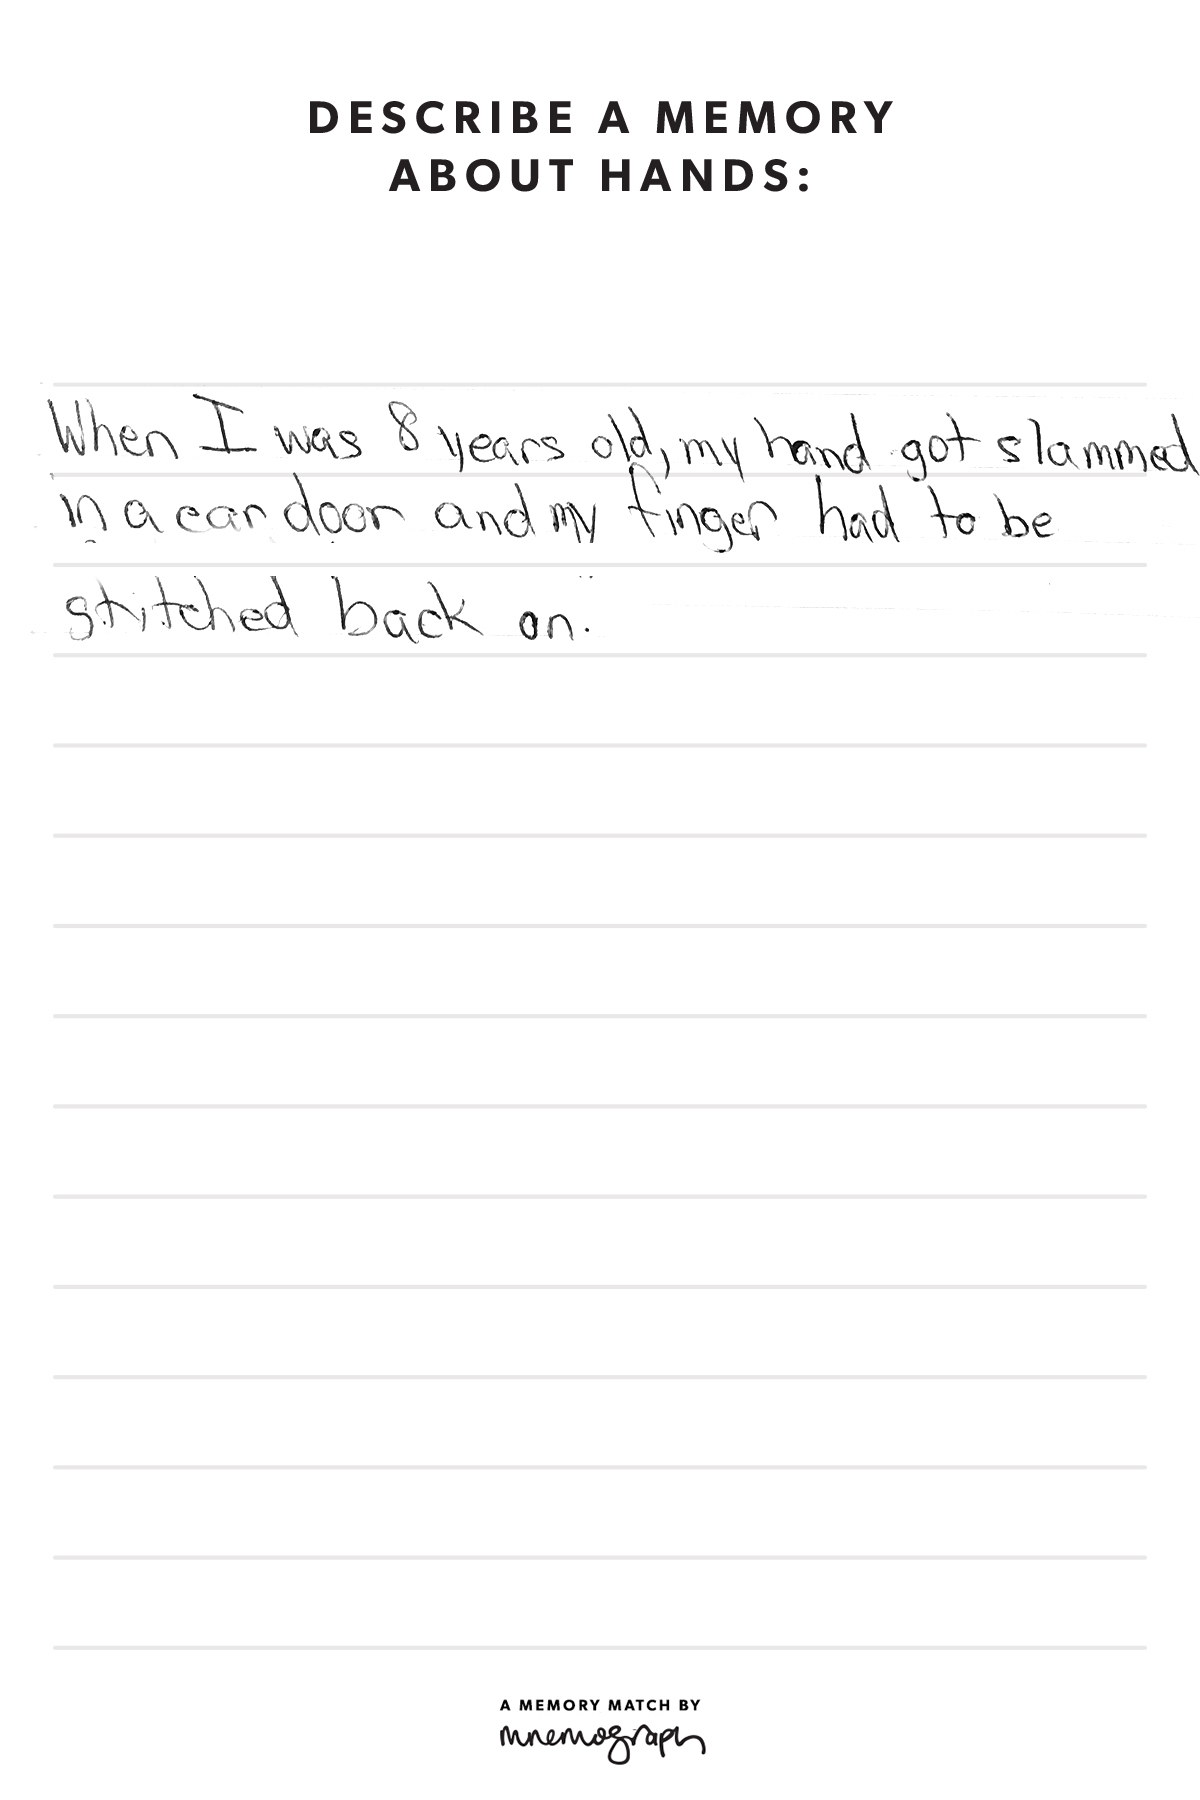 DESCRIBE A MEMORY
ABOUT HANDS:
When I was 8 years old, my hand got slammed
in a car door and my finger had to be
stitched back on.
A MEMORY MATCH BY
mnemograph